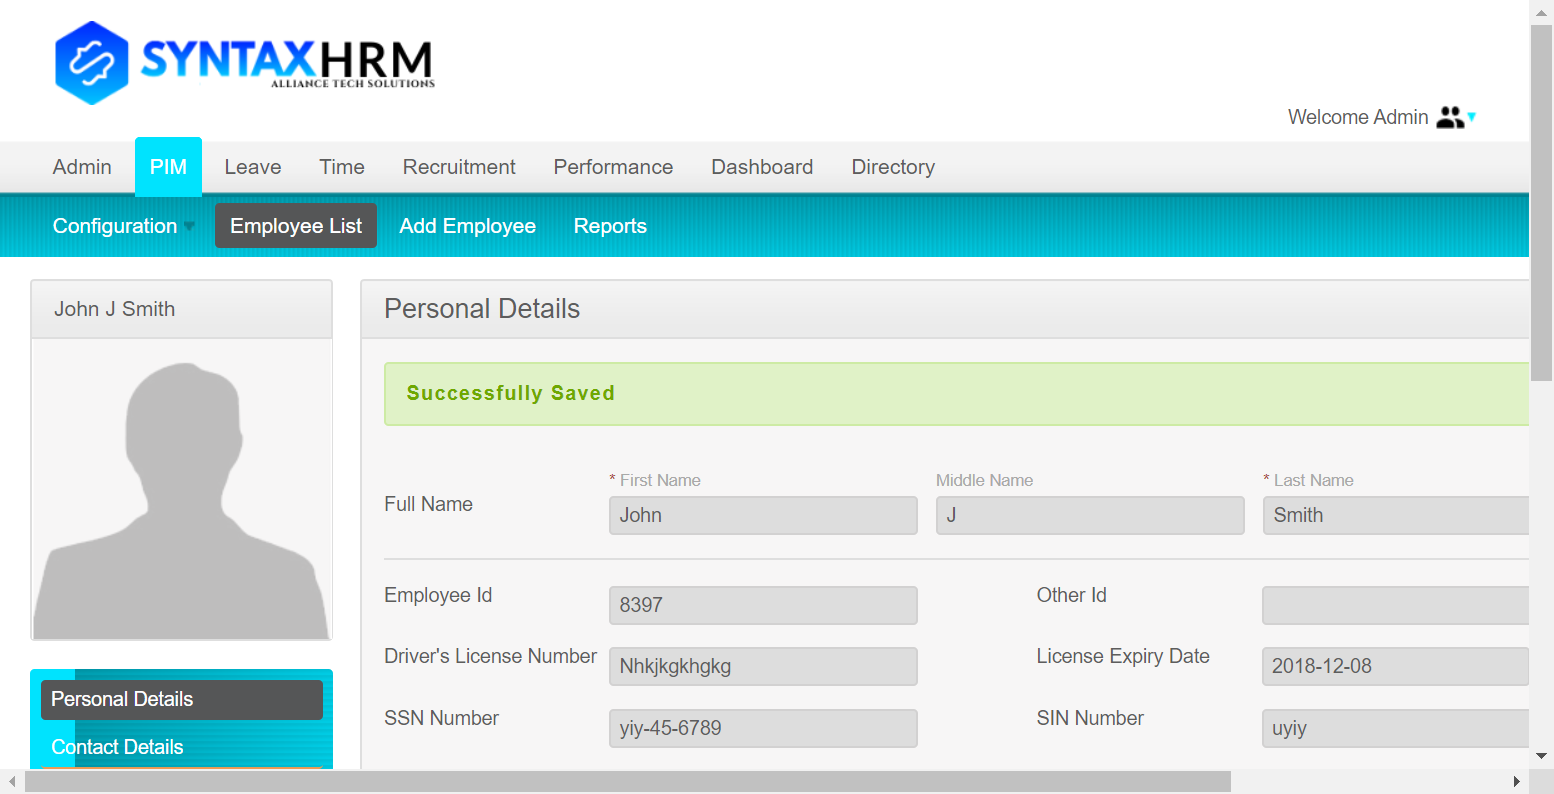 SYNTAXHRM
ALLIANCE TECH SOLUTIONS
Welcome Admin
Admin PIM Leave Time Recruitment Performance Dashboard Directory
Configuration Employee List Add Employee Reports
John J Smith
Personal Details
Successfully Saved
* First Name Middle Name * Last Name
Full Name John J Smith
Employee Id 8397 Other Id
Driver's License Number Nhkjkgkhgkg License Expiry Date 2018-12-08
SSN Number yiy-45-6789 SIN Number uyiy
Personal Details
Contact Details